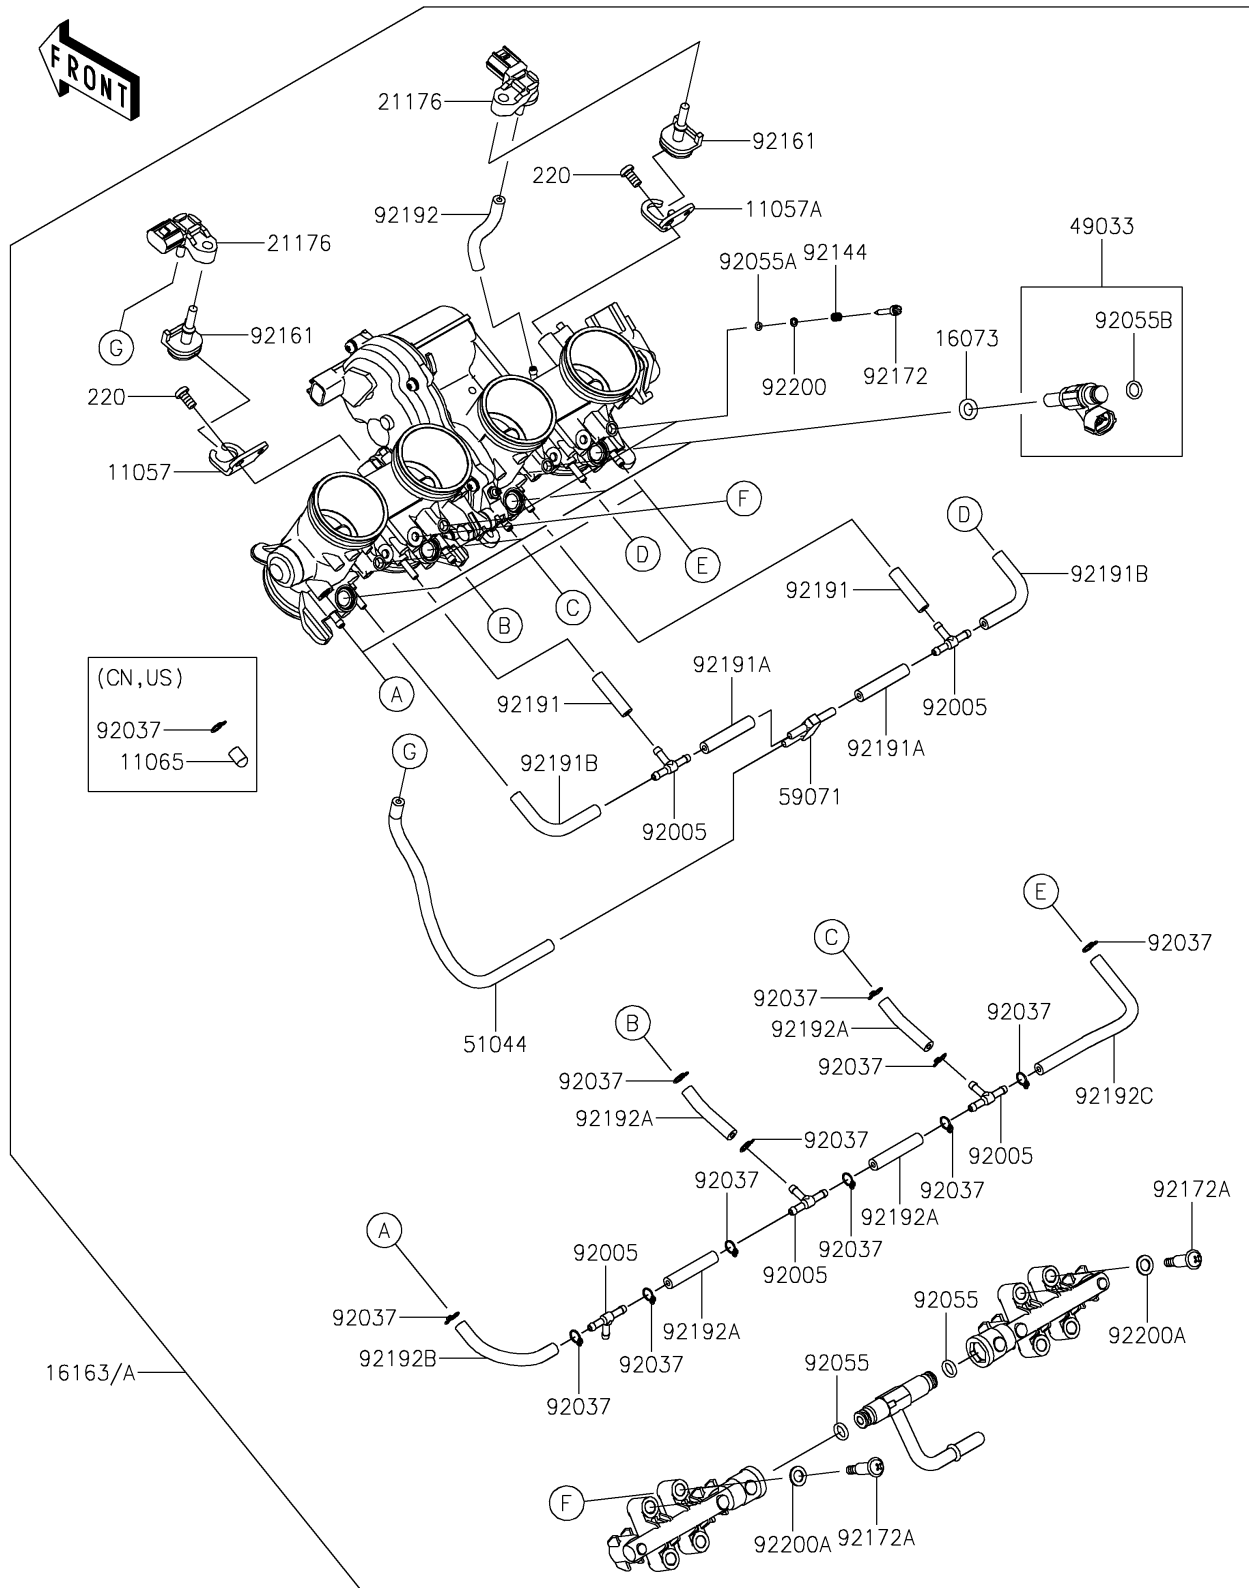 FRONT
21176
92161
220
92192
11057A
21176
49033
92055A
92144
92161
G
92055B
16073
92200
92172
220
11057
F
D
D
E
92191
92191B
C
B
92191A
(CN,US)
A
92191
92005
92037
92191A
11065
G
92191B
59071
92005
E
C
92037
92037
92037
B
92192A
51044
92037
92037
92192A
92192C
92037
92005
92037
92037
92172A
92192A
A
92005
92037
92005
92037
92055
92192A
92200A
92192B
92037
92055
16163/A
92037
F
92200A
92172A